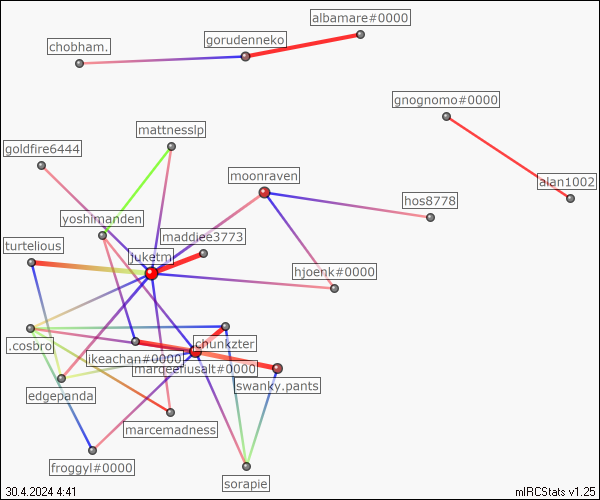 albamare#0000
gorudenneko
chobham.
gnognomo#0000
mattnesslp
goldfire6444
moonraven
alan1002
hos8778
yoshimanden
maddiee3773
turtelious
juketm
hjoenk#0000
.cosbro
chunkzter
ikeachan#0000
margeenusalt#0000
swanky.pants
edgepanda
marcemadness
froggyl#0000
sorapie
30.4.2024 4:41
mIRCStats v1.25